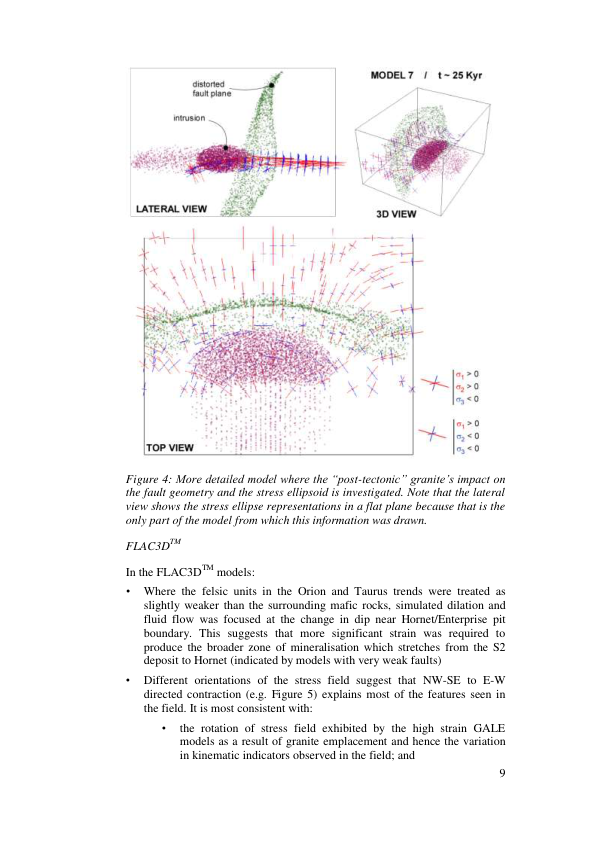 MODEL 7 / t ~ 25 Kyr
distorted
fault plane
intrusion
LATERAL VIEW
3D VIEW
σ1 > 0
σ2 > 0
σ3 < 0
σ1 > 0
σ2 < 0
σ3 < 0
TOP VIEW
Figure 4: More detailed model where the “post-tectonic” granite’s impact on
the fault geometry and the stress ellipsoid is investigated. Note that the lateral
view shows the stress ellipse representations in a flat plane because that is the
only part of the model from which this information was drawn.
FLAC3DTM
In the FLAC3DTM models:
• Where the felsic units in the Orion and Taurus trends were treated as
slightly weaker than the surrounding mafic rocks, simulated dilation and
fluid flow was focused at the change in dip near Hornet/Enterprise pit
boundary. This suggests that more significant strain was required to
produce the broader zone of mineralisation which stretches from the S2
deposit to Hornet (indicated by models with very weak faults)
• Different orientations of the stress field suggest that NW-SE to E-W
directed contraction (e.g. Figure 5) explains most of the features seen in
the field. It is most consistent with:
• the rotation of stress field exhibited by the high strain GALE
models as a result of granite emplacement and hence the variation
in kinematic indicators observed in the field; and
9